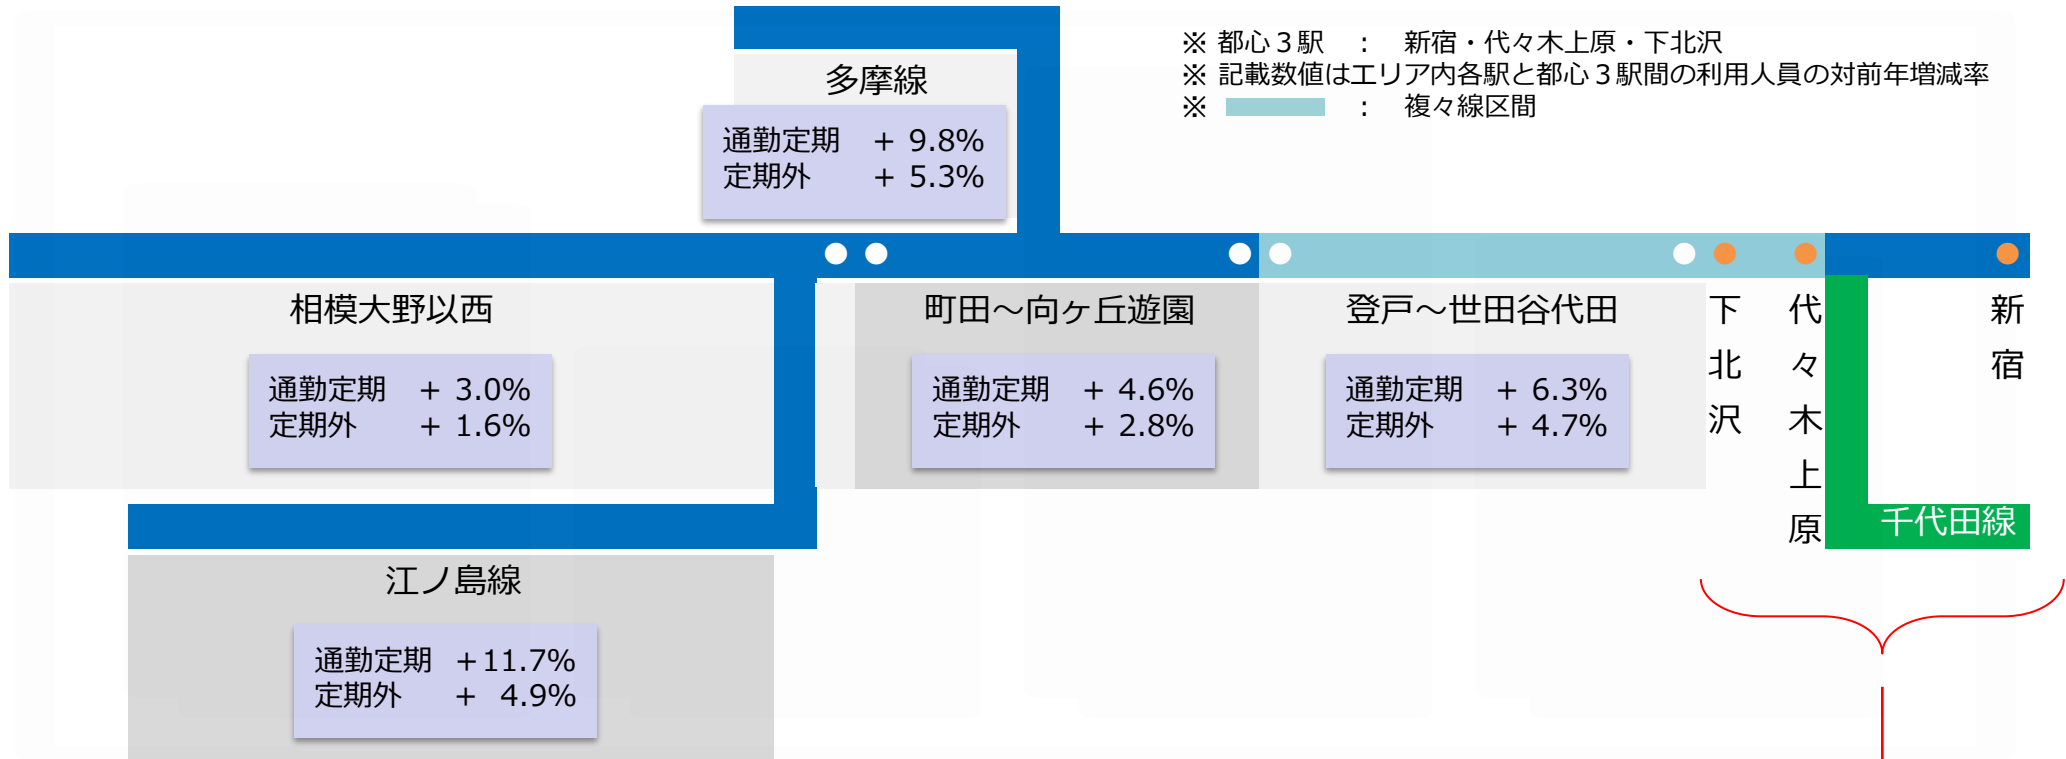 ※ 都心３駅 ： 新宿・代々木上原・下北沢
※ 記載数値はエリア内各駅と都心３駅間の利用人員の対前年増減率
※ ： 複々線区間
多摩線
通勤定期 + 9.8%
定期外 + 5.3%
相模大野以西
通勤定期 + 3.0%
定期外 + 1.6%
町田～向ヶ丘遊園
通勤定期 + 4.6%
定期外 + 2.8%
登戸～世田谷代田
通勤定期 + 6.3%
定期外 + 4.7%
下北沢
代々木上原
新宿
千代田線
江ノ島線
通勤定期 +11.7%
定期外 + 4.9%